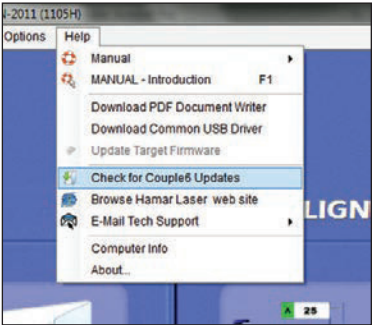 -2011 (1105H)
Options Help
Manual
MANUAL - Introduction F1
Download PDF Document Writer
Download Common USB Driver
Update Target Firmware
Check for Couple6 Updates
Browse Hamar Laser web site
LIGN
E-Mail Tech Support
Computer Info
About...
A 25